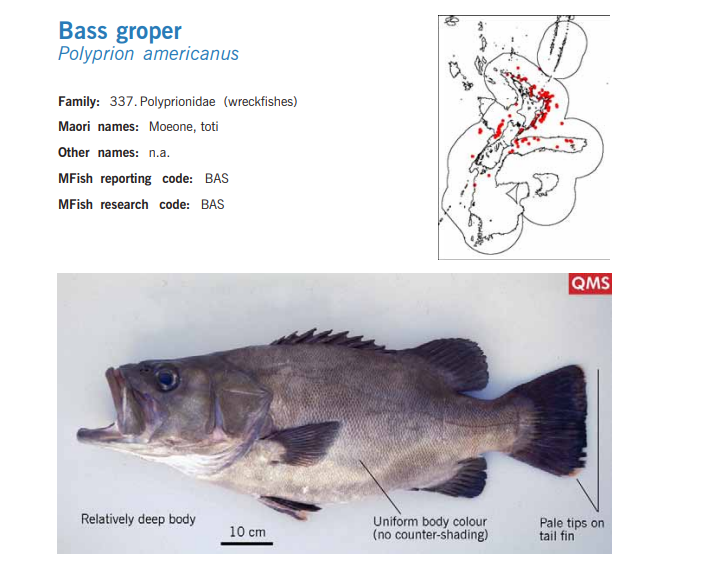 Bass groper
Polyprion americanus
Family: 337. Polyprionidae (wreckfishes)
Maori names: Moeone, toti
Other names: n.a.
MFish reporting code: BAS
MFish research code: BAS
QMS
Relatively deep body
10 cm
Uniform body colour
(no counter-shading)
Pale tips on
tail fin